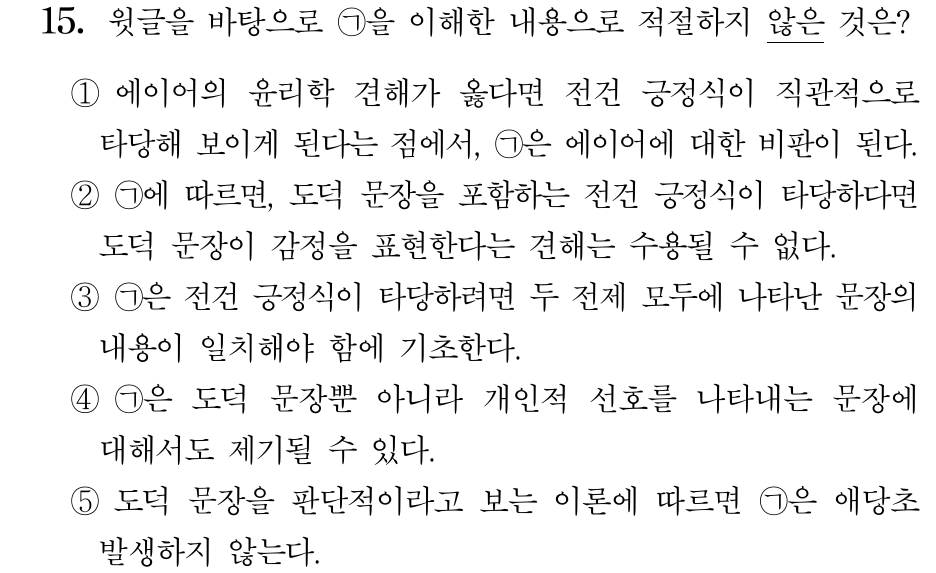 15. 윗글을 바탕으로 ㉠을 이해한 내용으로 적절하지 않은 것은?
① 에이어의 윤리학 견해가 옳다면 전건 긍정식이 직관적으로
타당해 보이게 된다는 점에서, ㉠은 에이어에 대한 비판이 된다.
② ㉠에 따르면, 도덕 문장을 포함하는 전건 긍정식이 타당하다면
도덕 문장이 감정을 표현한다는 견해는 수용될 수 없다.
③ ㉠은 전건 긍정식이 타당하려면 두 전제 모두에 나타난 문장의
내용이 일치해야 함에 기초한다.
④ ㉠은 도덕 문장뿐 아니라 개인적 선호를 나타내는 문장에
대해서도 제기될 수 있다.
⑤ 도덕 문장을 판단적이라고 보는 이론에 따르면 ㉠은 애당초
발생하지 않는다.